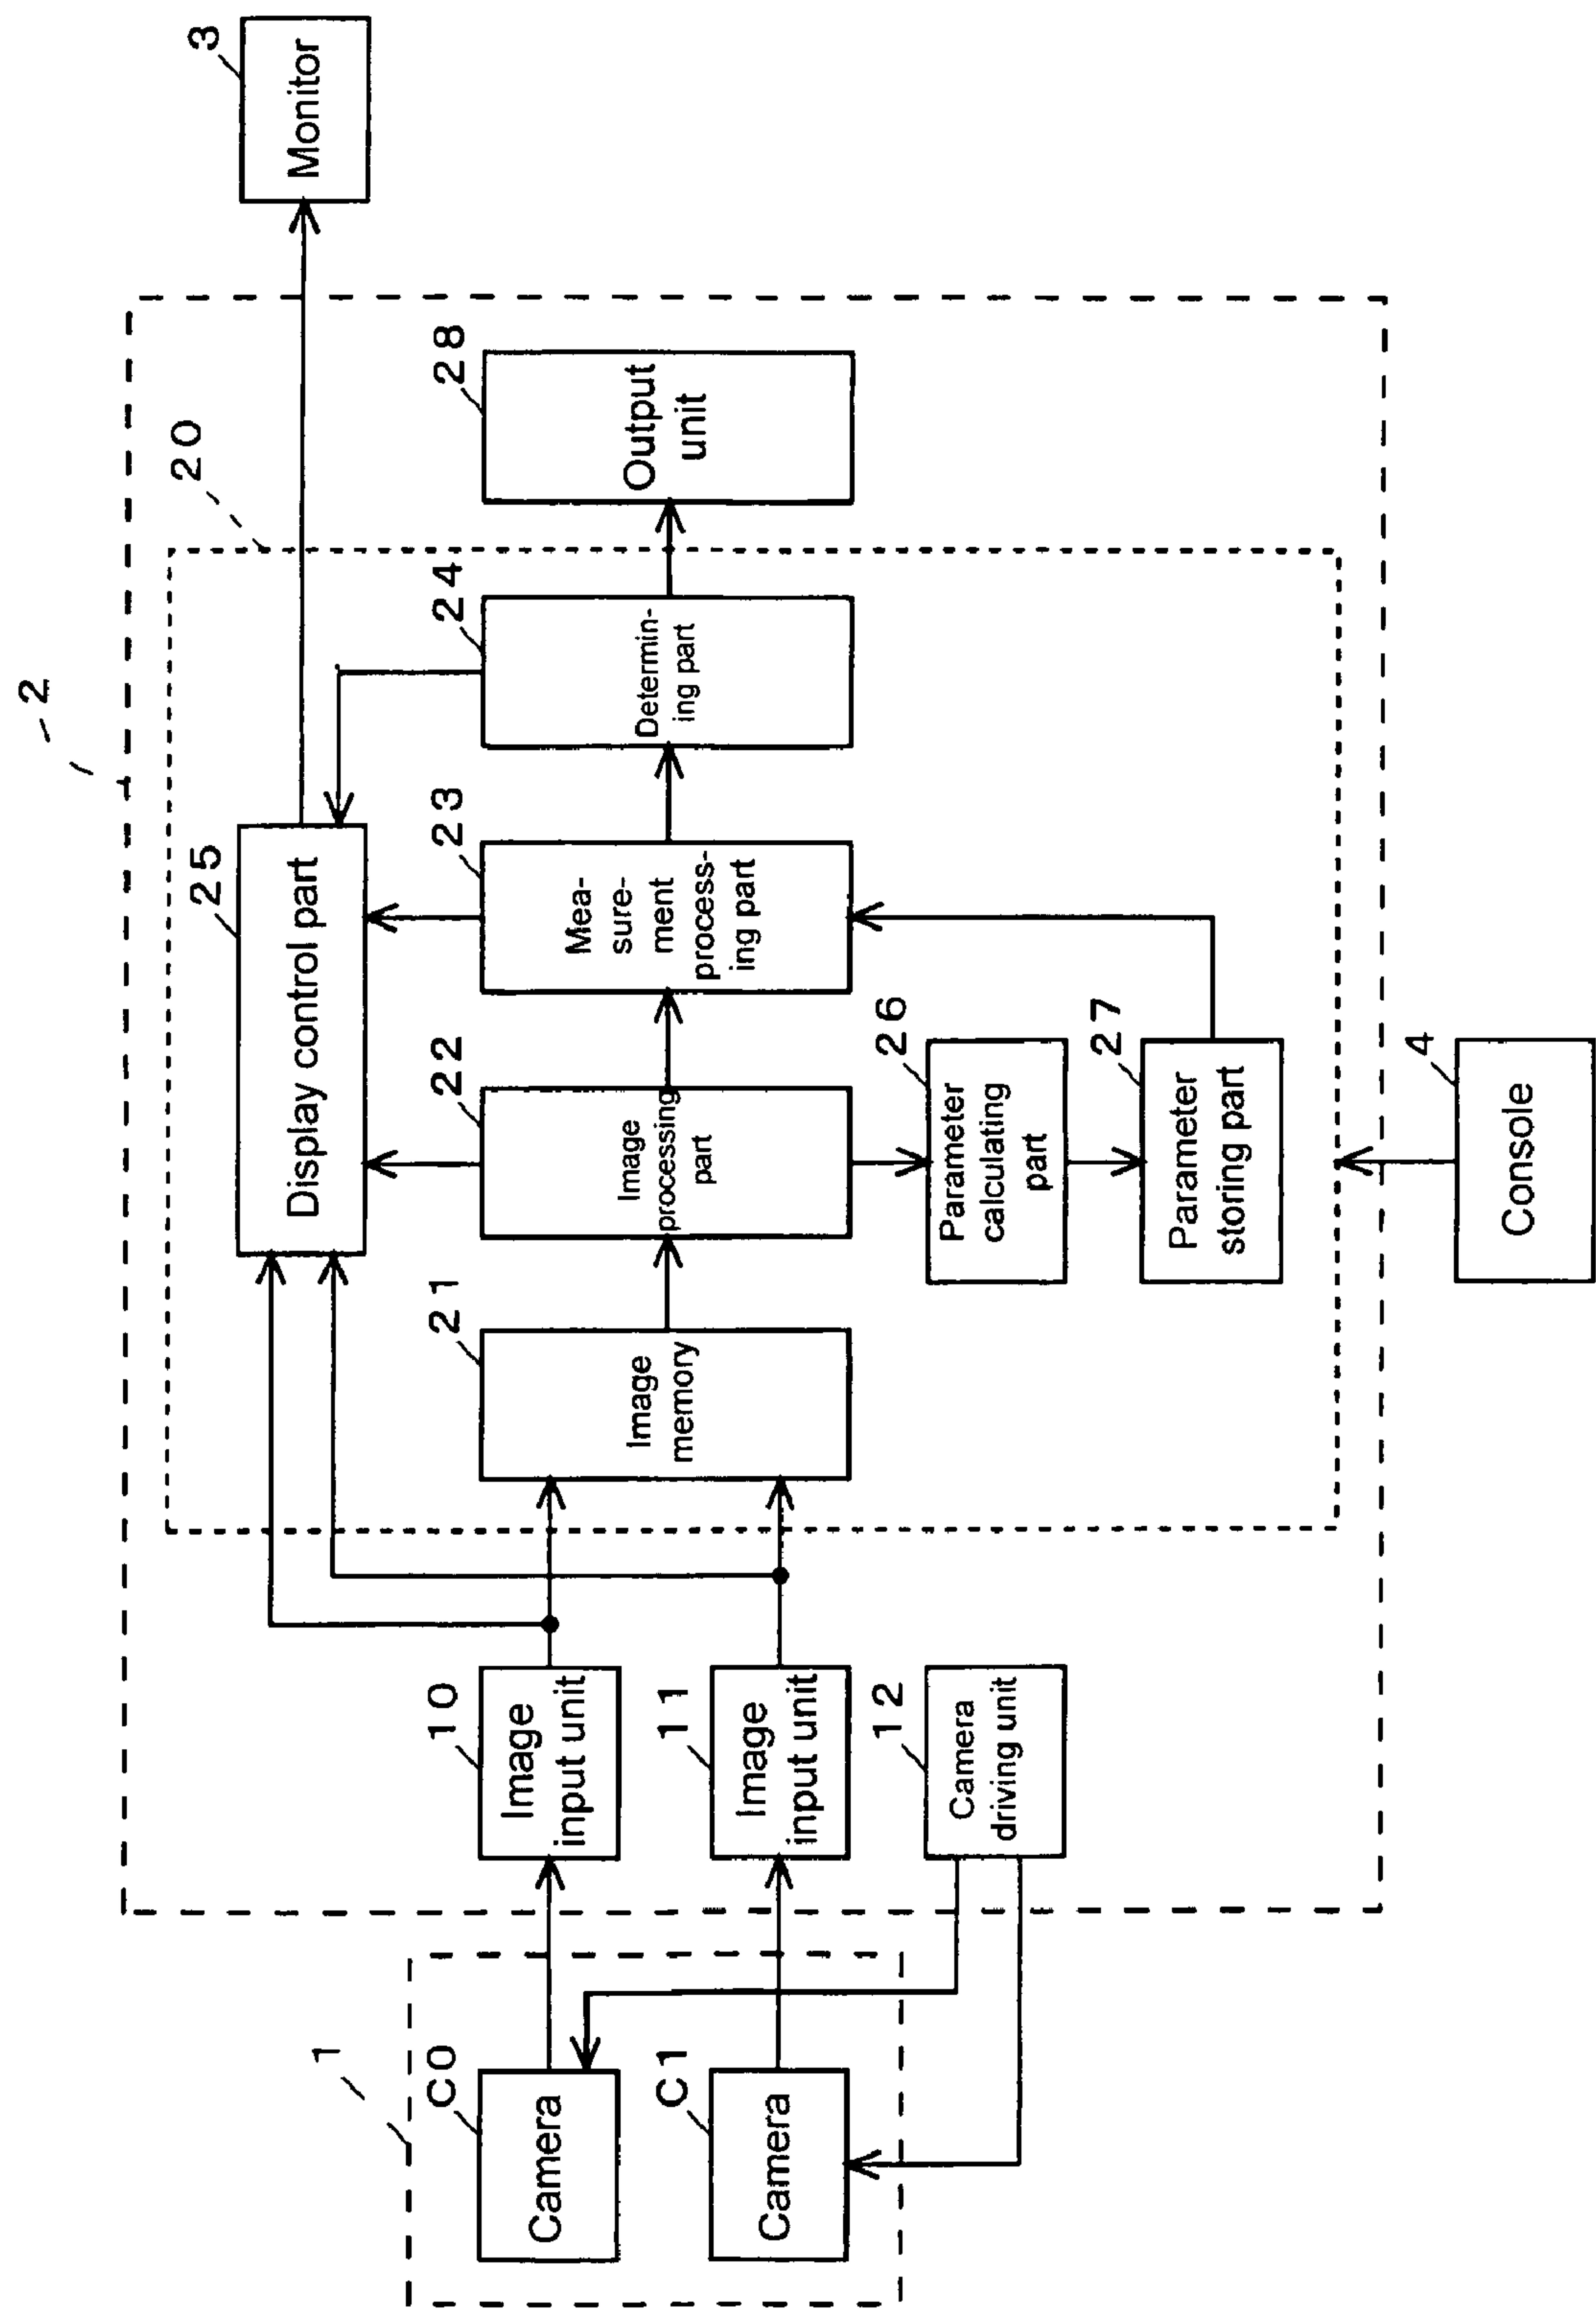 2
20
3
Monitor
25
Display control part
21
Image
memory
22
Image
processing
part
23
Mea-
sure-
ment
process-
ing part
24
Determin-
ing part
28
Output
unit
1
C0
Camera
10
Image
input unit
C1
Camera
11
Image
input unit
12
Camera
driving unit
26
Parameter
calculating
part
27
Parameter
storing part
4
Console